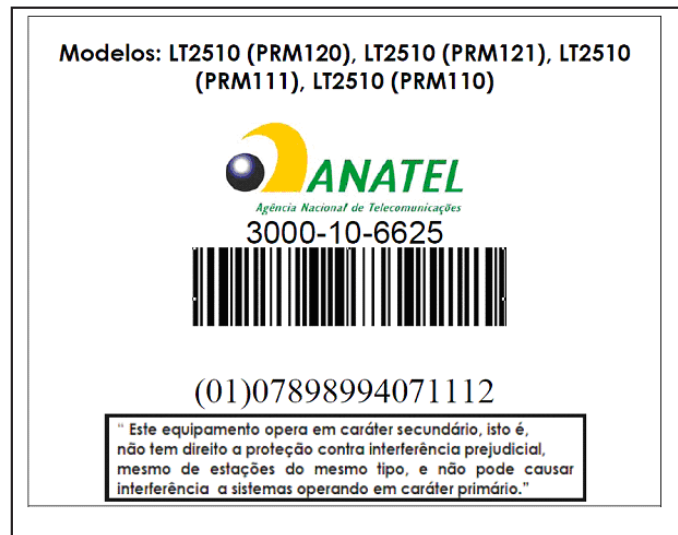 Modelos: LT2510 (PRM120), LT2510 (PRM121), LT2510
(PRM111), LT2510 (PRM110)
ANATEL
Agência Nacional de Telecomunicações
3000-10-6625
(01)07898994071112
" Este equipamento opera em caráter secundário, isto é,
não tem direito a proteção contra interferência prejudicial,
mesmo de estações do mesmo tipo, e não pode causar
interferência a sistemas operando em caráter primário."